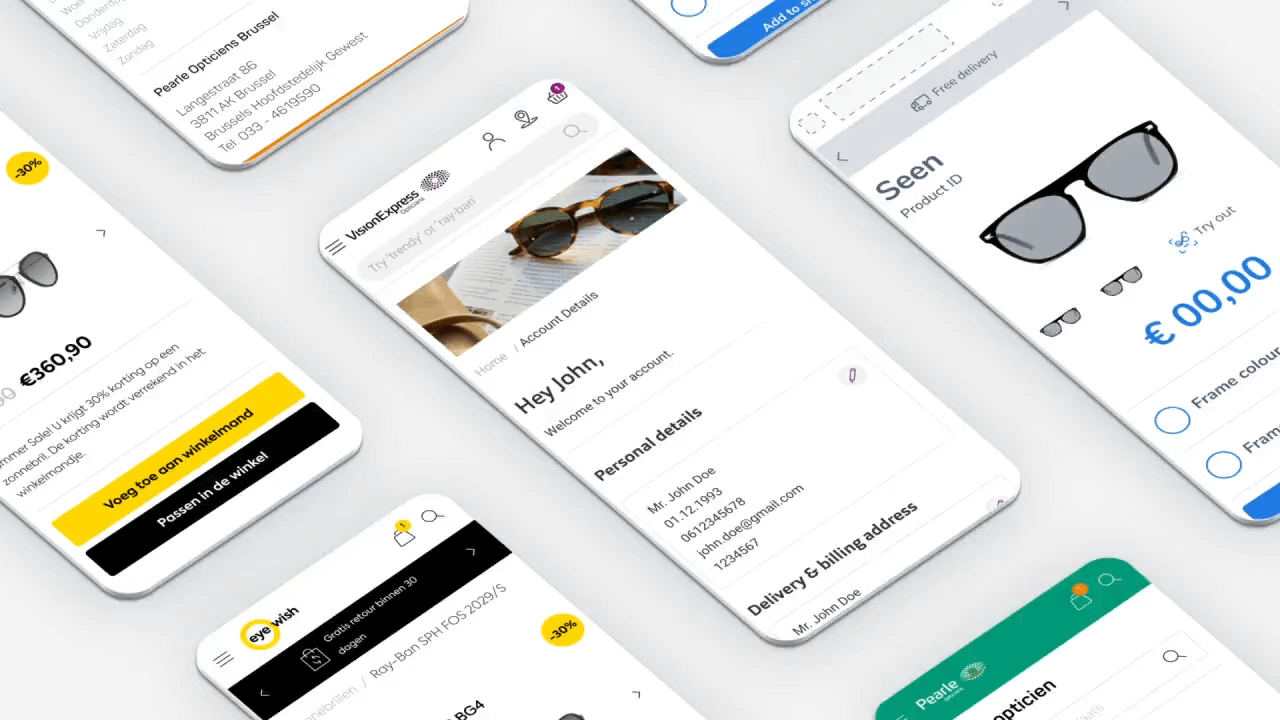 Donderdag
Vrijdag
Zaterdag
Zondag
Pearle Opticiens Brussel
Langestraat 86
3811 AK Brussel
Brussels Hoofdstedelijk Gewest
Tel: 033 - 4619590
-30%
€360,90
Sale! U krijgt 30% korting op een
zonnebril. De korting wordt verrekend in het
winkelmandje.
Voeg toe aan winkelmand
Passen in de winkel
1
VisionExpress
Opticians
Try 'trendy' or 'ray-ban'
Home / Account Details
Hey John,
Welcome to your account.
Personal details
Mr. John Doe
01.12.1993
0612345678
john.doe@gmail.com
1234567
Delivery & billing address
Mr. John Doe
Add to
Free delivery
Seen
Product ID
Try out
€ 00,00
Frame colour
1
eye wish
Gratis retour binnen 30
dagen
/ Ray-Ban SPH FOS 2029/S
-30%
BG4
Pearle
opticiens
opticien